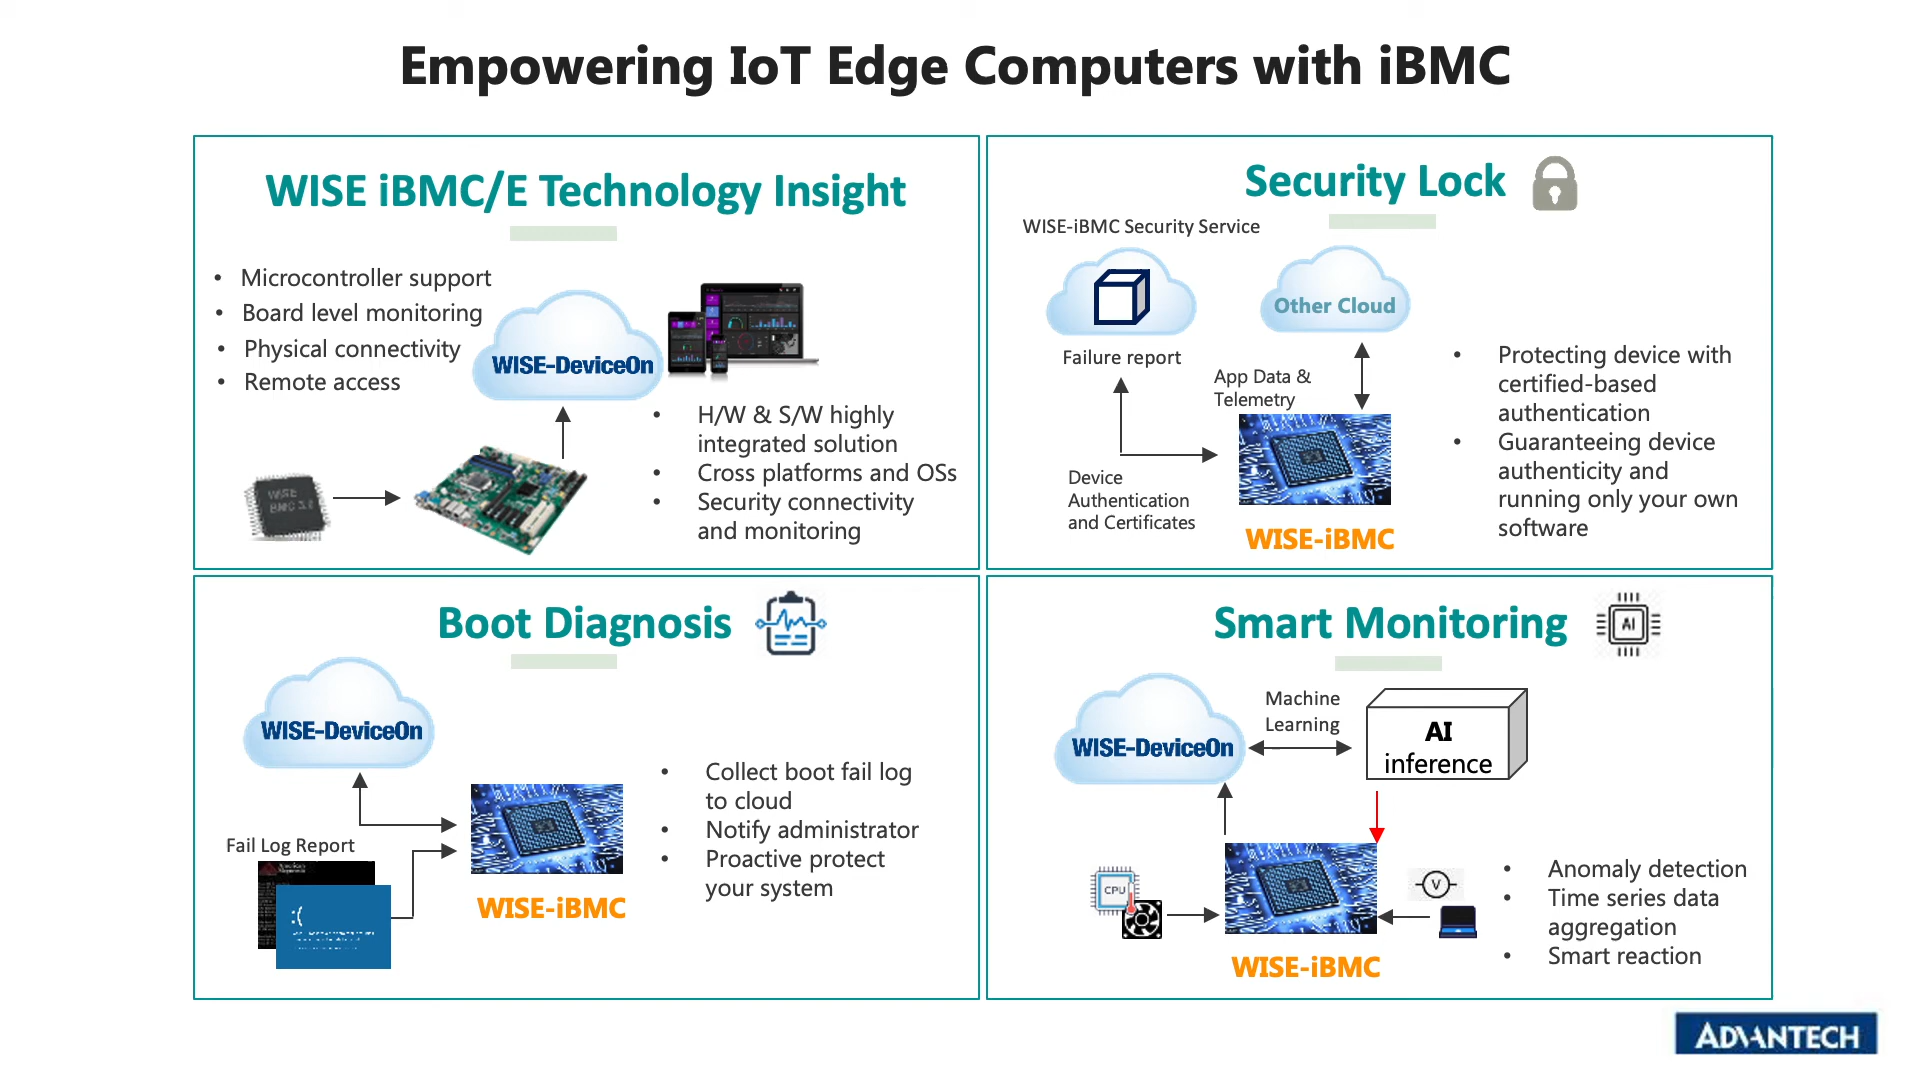 Empowering IoT Edge Computers with iBMC
WISE iBMC/E Technology Insight
• Microcontroller support
• Board level monitoring
• Physical connectivity
• Remote access
WISE-DeviceOn
• H/W & S/W highly
integrated solution
• Cross platforms and OSs
• Security connectivity
and monitoring
WISE
Security Lock
WISE-iBMC Security Service
Other Cloud
Failure report
App Data &
Telemetry
Device
Authentication
and Certificates
WISE-iBMC
• Protecting device with
certified-based
authentication
• Guaranteeing device
authenticity and
running only your own
software
Boot Diagnosis
WISE-DeviceOn
Fail Log Report
:(
WISE-iBMC
• Collect boot fail log
to cloud
• Notify administrator
• Proactive protect
your system
Smart Monitoring
AI
WISE-DeviceOn
Machine
Learning
AI
inference
CPU
V
WISE-iBMC
• Anomaly detection
• Time series data
aggregation
• Smart reaction
ADVANTECH